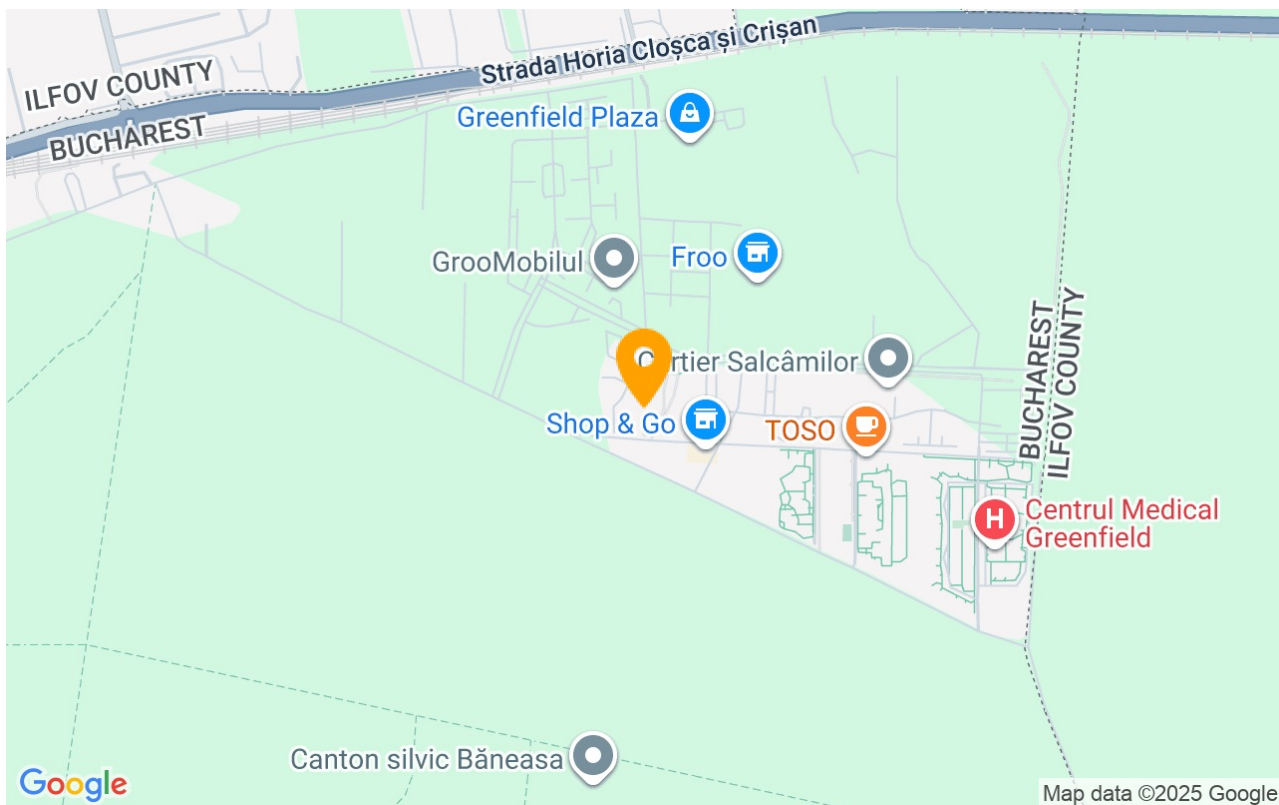 Strada Horia Cloșca și Crișan
ILFOV COUNTY
BUCHAREST
Greenfield Plaza
GrooMobilul
Froo
BUCHAREST
ILFOV COUNTY
Cartier Salcâmilor
Shop & Go
TOSO
H
Centrul Medical
Greenfield
Canton silvic Băneasa
Google
Map data ©2025 Google